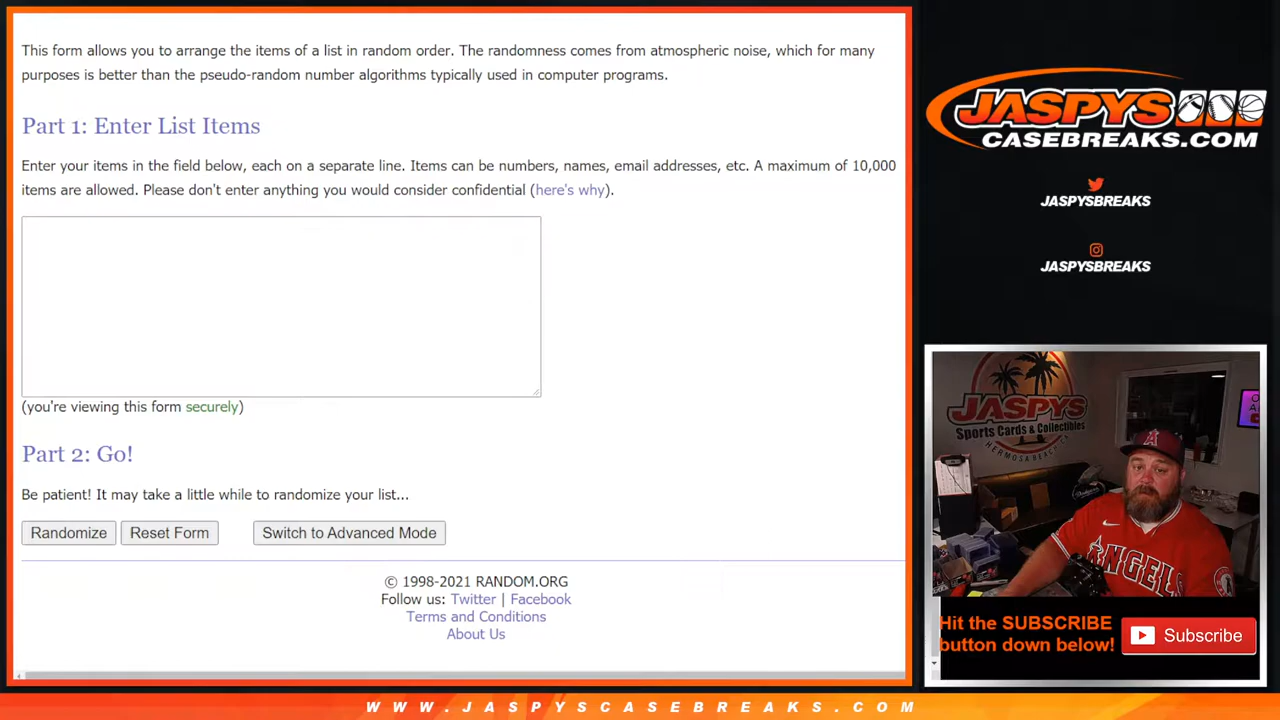 This form allows you to arrange the items of a list in random order. The randomness comes from atmospheric noise, which for many
purposes is better than the pseudo-random number algorithms typically used in computer programs.
Part 1: Enter List Items
Enter your items in the field below, each on a separate line. Items can be numbers, names, email addresses, etc. A maximum of 10,000
items are allowed. Please don't enter anything you would consider confidential (here's why).
(you're viewing this form securely)
Part 2: Go!
Be patient! It may take a little while to randomize your list...
Randomize Reset Form Switch to Advanced Mode
© 1998-2021 RANDOM.ORG
Follow us: Twitter | Facebook
Terms and Conditions
About Us
JASPYS
CASEBREAKS.COM
JASPYSBREAKS
JASPYSBREAKS
JASPYS
Sports Cards & Collectibles
HERMOSA BEACH, CA
ANGELS
Hit the SUBSCRIBE
button down below!
Subscribe
WWW.JASPYSCASEBREAKS.COM